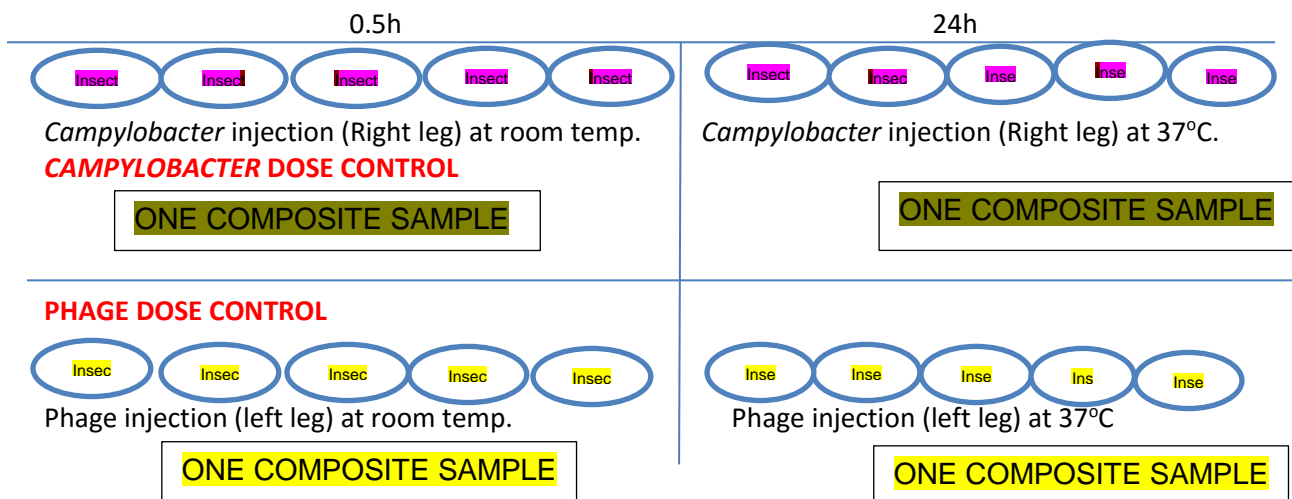 0.5h 24h
Insect Insect Insect Insect Insect Insect Insec Inse Inse Inse
Campylobacter injection (Right leg) at room temp. Campylobacter injection (Right leg) at 37°C.
CAMPYLOBACTER DOSE CONTROL
ONE COMPOSITE SAMPLE ONE COMPOSITE SAMPLE
PHAGE DOSE CONTROL
Insec Insec Insec Insec Insec Inse Inse Inse Ins Inse
Phage injection (left leg) at room temp. Phage injection (left leg) at 37°C
ONE COMPOSITE SAMPLE ONE COMPOSITE SAMPLE